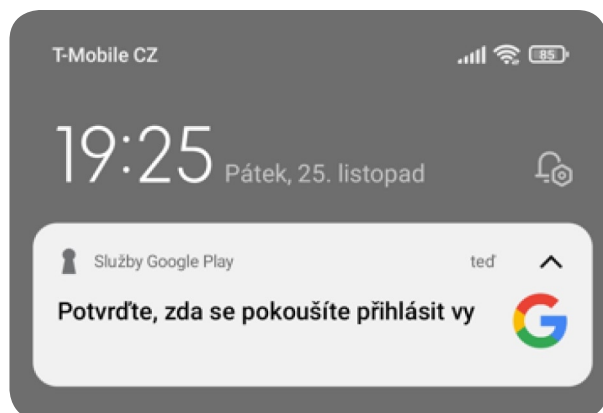 T-Mobile CZ
85
19:25 Pátek, 25. listopad
Služby Google Play teď
Potvrďte, zda se pokoušíte přihlásit vy